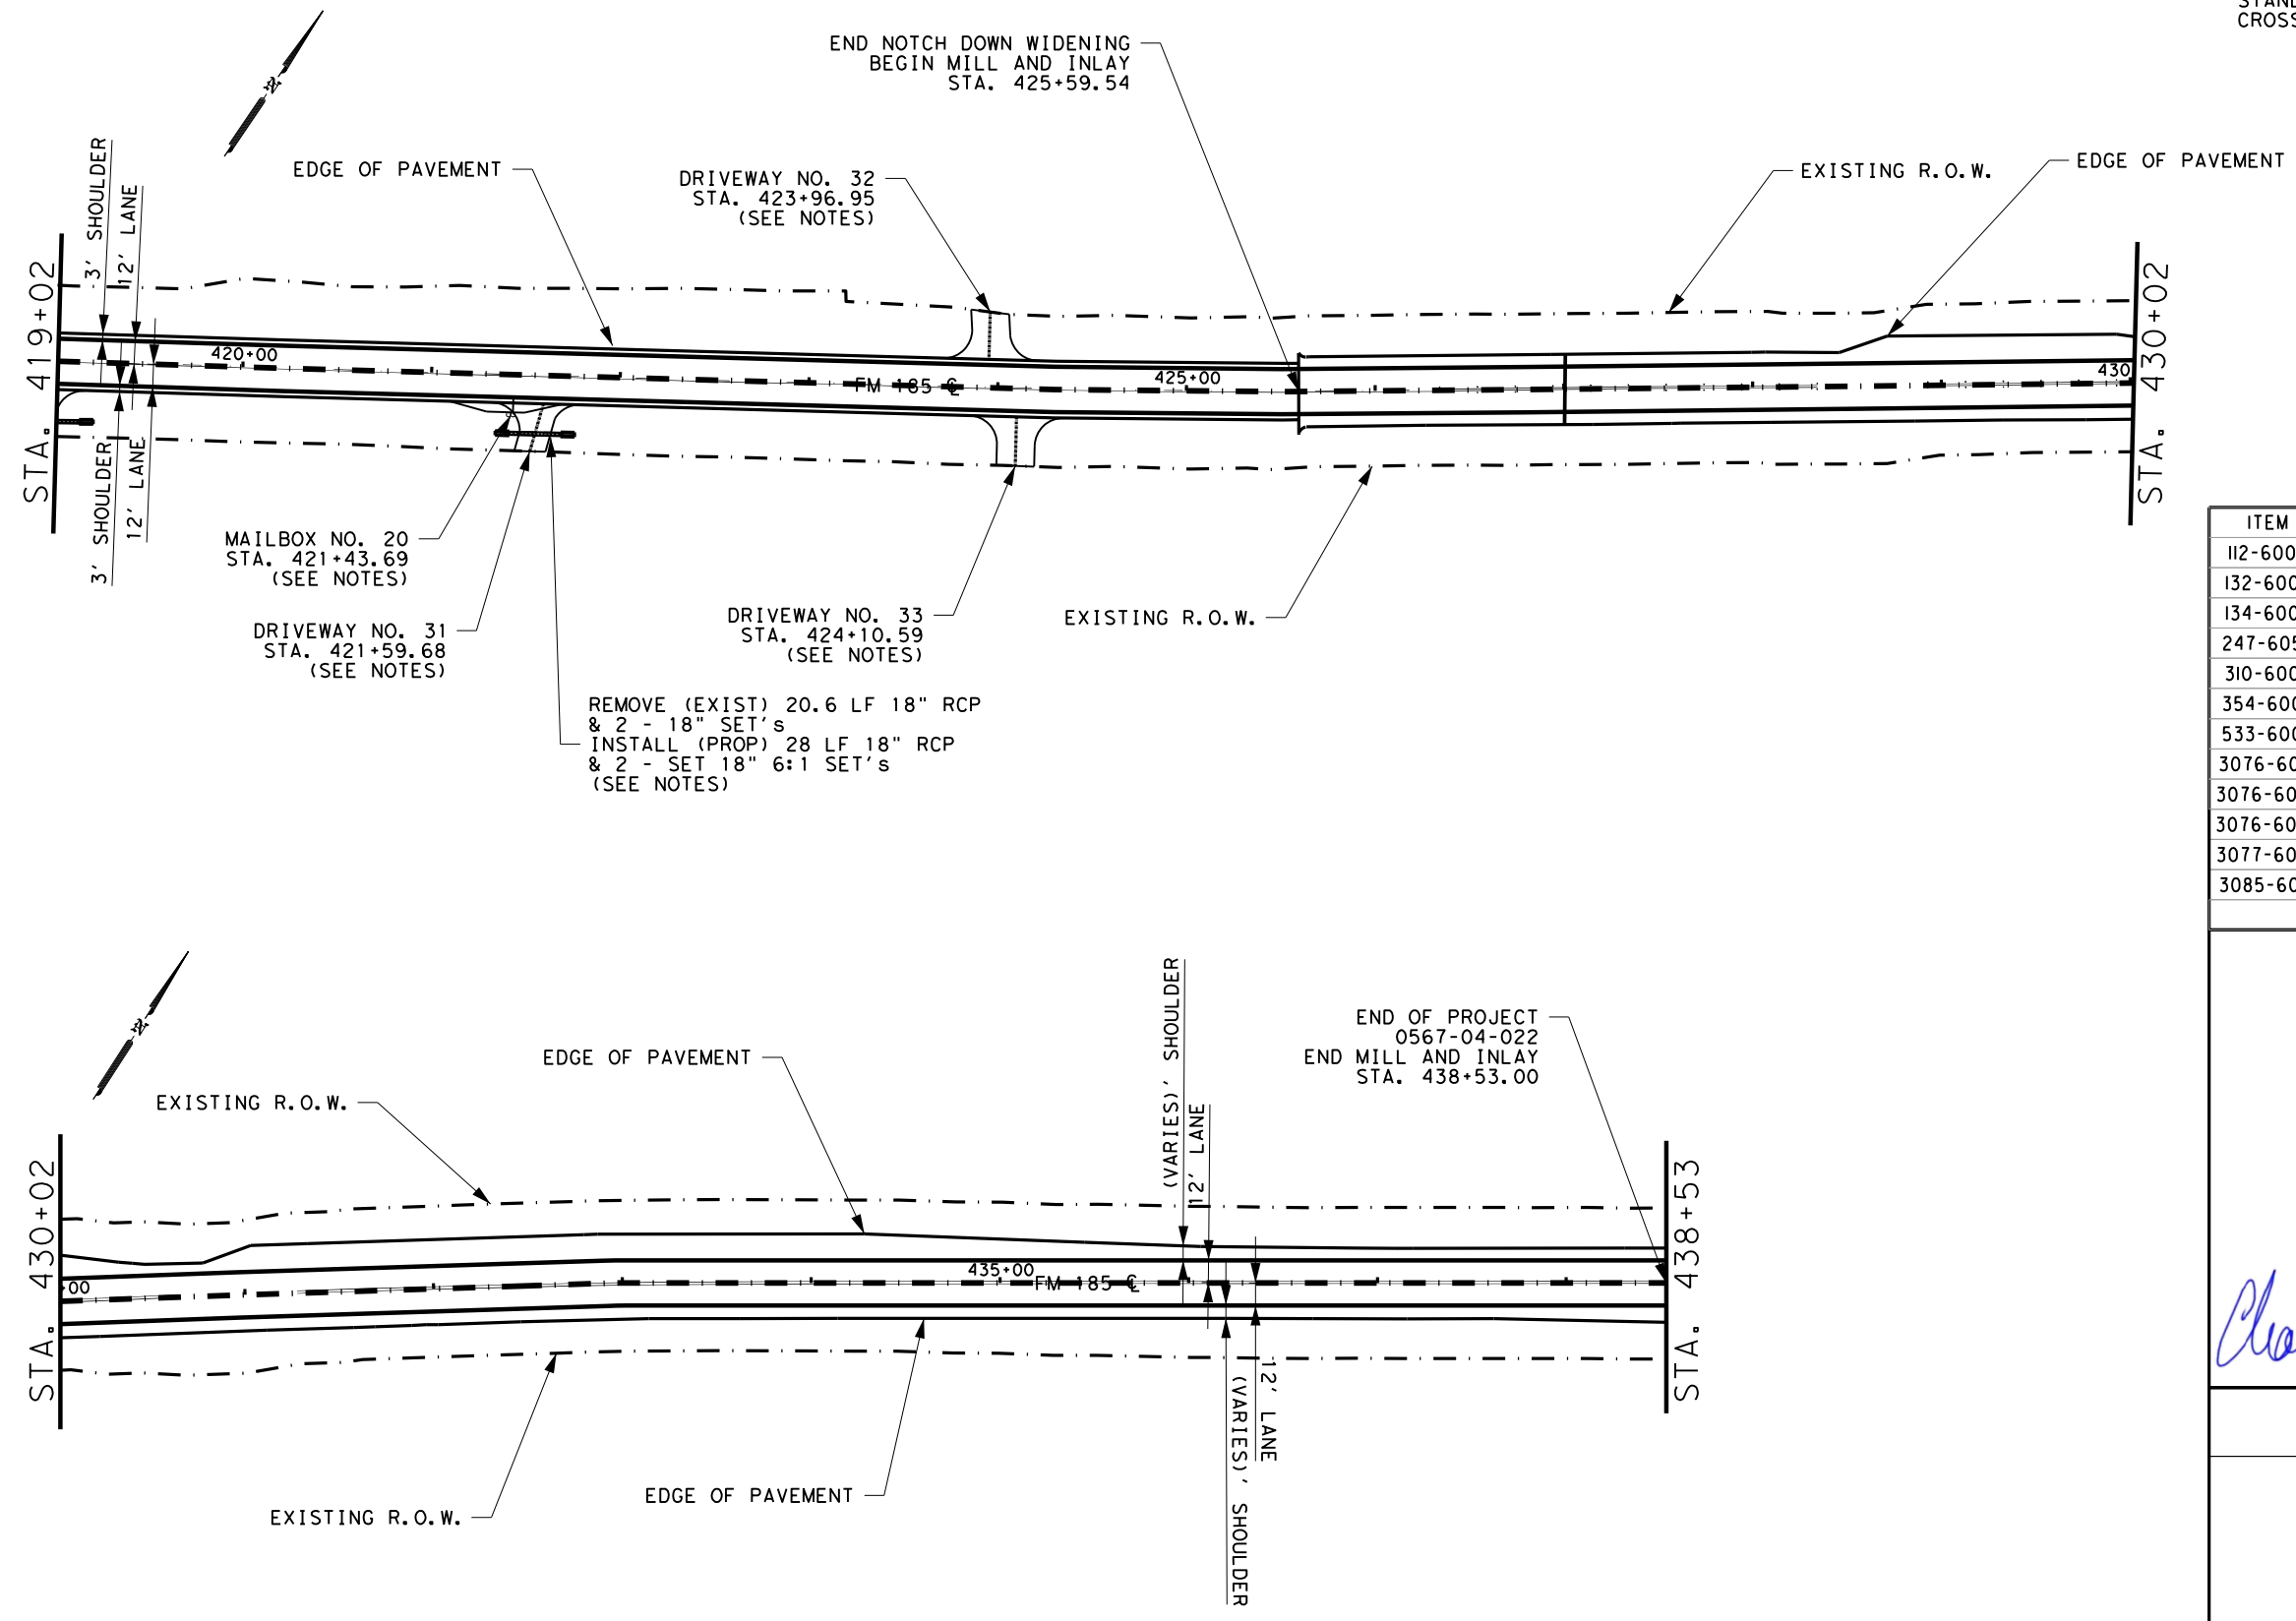 CROSS
END NOTCH DOWN WIDENING
BEGIN MILL AND INLAY
STA. 425+59.54
N
EDGE OF PAVEMENT
DRIVEWAY NO. 32
STA. 423+96.95
(SEE NOTES)
EXISTING R.O.W.
EDGE OF PAVEMENT
3' SHOULDER
12' LANE
STA. 419+02
420+00
FM 185 ℄
425+00
430
STA. 430+02
3' SHOULDER
12' LANE
MAILBOX NO. 20
STA. 421+43.69
(SEE NOTES)
DRIVEWAY NO. 31
STA. 421+59.68
(SEE NOTES)
DRIVEWAY NO. 33
STA. 424+10.59
(SEE NOTES)
EXISTING R.O.W.
REMOVE (EXIST) 20.6 LF 18" RCP
& 2 - 18" SET's
INSTALL (PROP) 28 LF 18" RCP
& 2 - SET 18" 6:1 SET's
(SEE NOTES)
ITEM
112-600
132-600
134-600
247-605
310-600
354-600
533-600
3076-60
3076-60
3076-60
3077-60
3085-60
N
EXISTING R.O.W.
EDGE OF PAVEMENT
(VARIES)' SHOULDER
12' LANE
END OF PROJECT
0567-04-022
END MILL AND INLAY
STA. 438+53.00
STA. 430+02
+00
435+00
FM 185 ℄
STA. 438+53
12' LANE
(VARIES)' SHOULDER
EDGE OF PAVEMENT
EXISTING R.O.W.